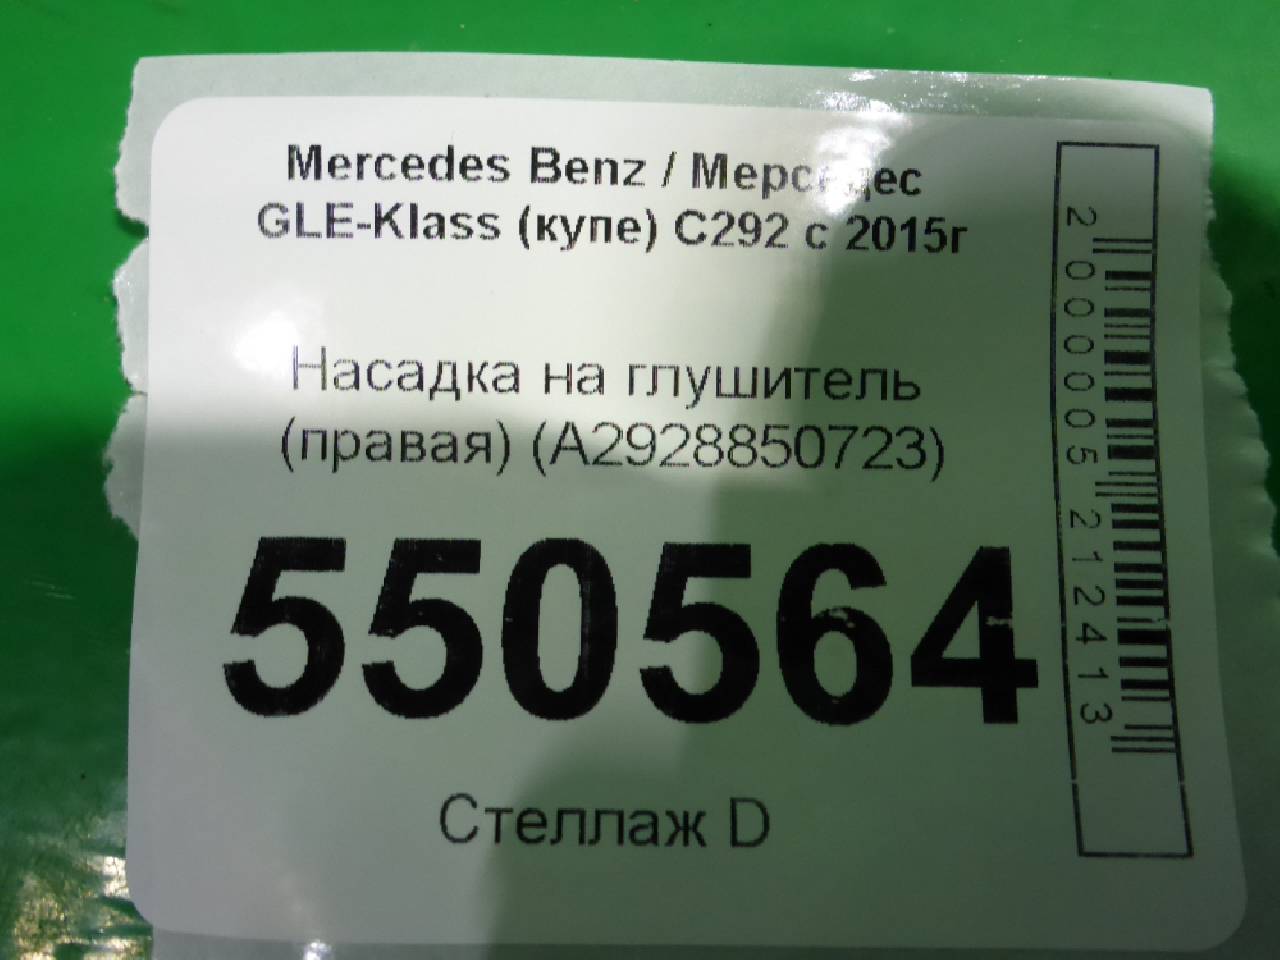 Mercedes Benz / Мерседес
GLE-Klass (купе) C292 с 2015г
Насадка на глушитель
(правая) (A2928850723)
550564
Стеллаж D
2000005212413